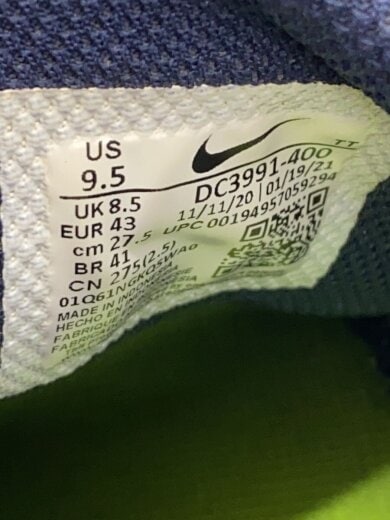 US
9.5
UK 8.5
EUR 43
cm 27.5
BR 41
CN 275(2.5)
MADE IN INDONESIA
HECHO EN INDONESIA
TT
DC3991-400
11/11/20 | 01/19/21
UPC 00194957059294